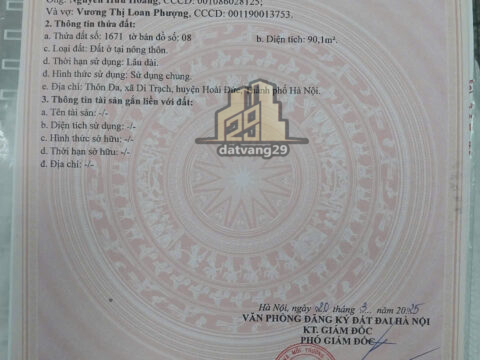 Ông: Nguyễn Hữu Hoàng, CCCD: 001086028125;
Và vợ: Vương Thị Loan Phượng, CCCD: 001190013753.
2. Thông tin thửa đất:
a. Thửa đất số: 1671 tờ bản đồ số: 08 b. Diện tích: 90,1m².
c. Loại đất: Đất ở tại nông thôn.
d. Thời hạn sử dụng: Lâu dài.
đ. Hình thức sử dụng: Sử dụng chung.
e. Địa chỉ: Thôn Đa, xã Di Trạch, huyện Hoài Đức, thành phố Hà Nội.
3. Thông tin tài sản gắn liền với đất:
a. Tên tài sản: -/-
b. Diện tích sử dụng: -/-
c. Hình thức sở hữu: -/-
d. Thời hạn sở hữu: -/-
đ. Địa chỉ: -/-
29
datvang29
Hà Nội, ngày 20 tháng 3 năm 2025
VĂN PHÒNG ĐĂNG KÝ ĐẤT ĐAI HÀ NỘI
KT. GIÁM ĐỐC
PHÓ GIÁM ĐỐC